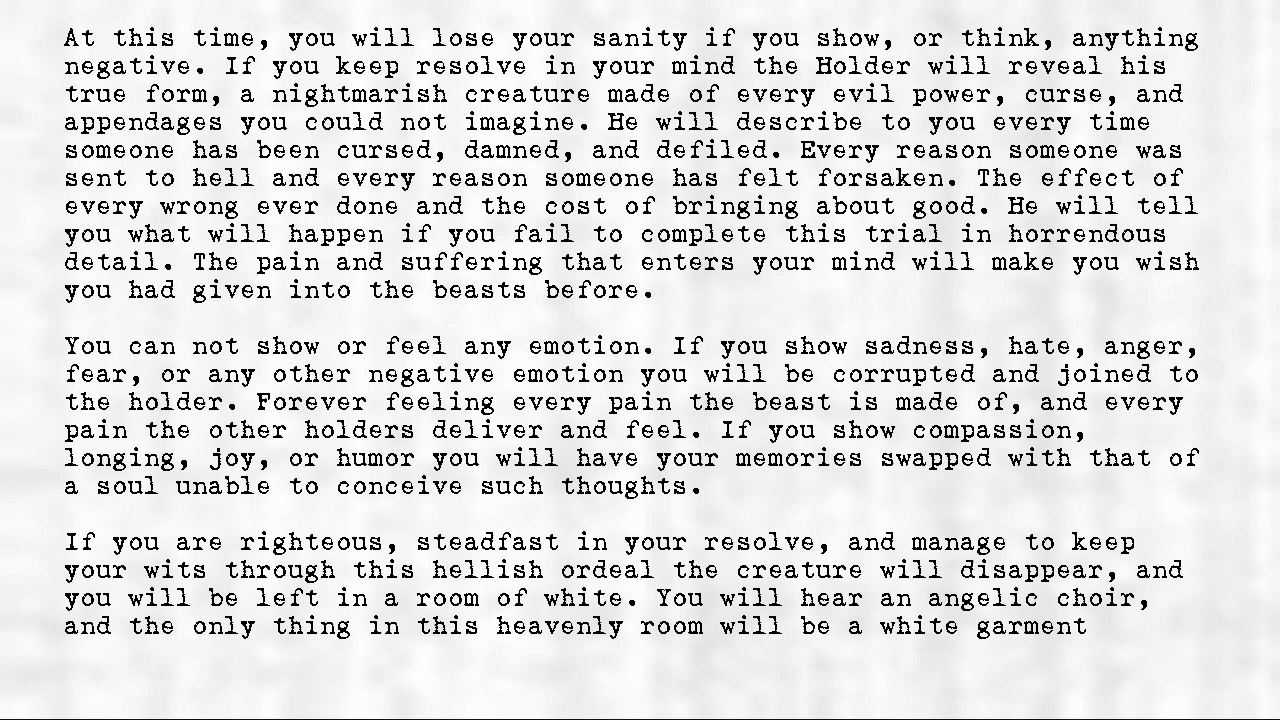 At this time, you will lose your sanity if you show, or think, anything
negative. If you keep resolve in your mind the Holder will reveal his
true form, a nightmarish creature made of every evil power, curse, and
appendages you could not imagine. He will describe to you every time
someone has been cursed, damned, and defiled. Every reason someone was
sent to hell and every reason someone has felt forsaken. The effect of
every wrong ever done and the cost of bringing about good. He will tell
you what will happen if you fail to complete this trial in horrendous
detail. The pain and suffering that enters your mind will make you wish
you had given into the beasts before.

You can not show or feel any emotion. If you show sadness, hate, anger,
fear, or any other negative emotion you will be corrupted and joined to
the holder. Forever feeling every pain the beast is made of, and every
pain the other holders deliver and feel. If you show compassion,
longing, joy, or humor you will have your memories swapped with that of
a soul unable to conceive such thoughts.

If you are righteous, steadfast in your resolve, and manage to keep
your wits through this hellish ordeal the creature will disappear, and
you will be left in a room of white. You will hear an angelic choir,
and the only thing in this heavenly room will be a white garment